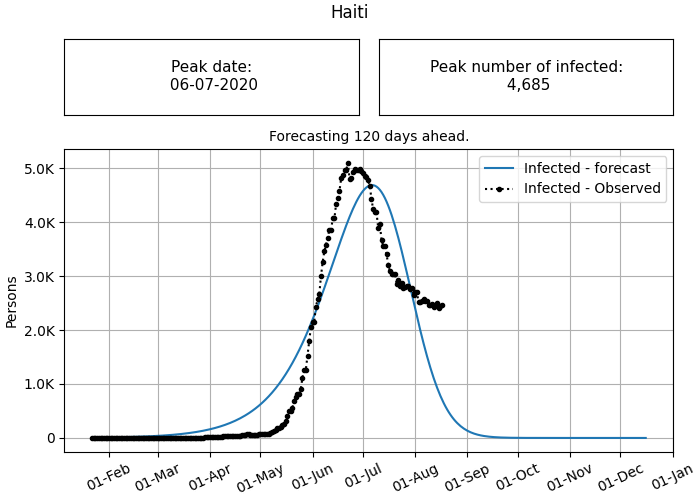 Haiti
Peak date:
06-07-2020
Peak number of infected:
4,685
Forecasting 120 days ahead.
Infected - forecast
Infected - Observed
Persons
5.0K
4.0K
3.0K
2.0K
1.0K
0
01-Feb
01-Mar
01-Apr
01-May
01-Jun
01-Jul
01-Aug
01-Sep
01-Oct
01-Nov
01-Dec
01-Jan